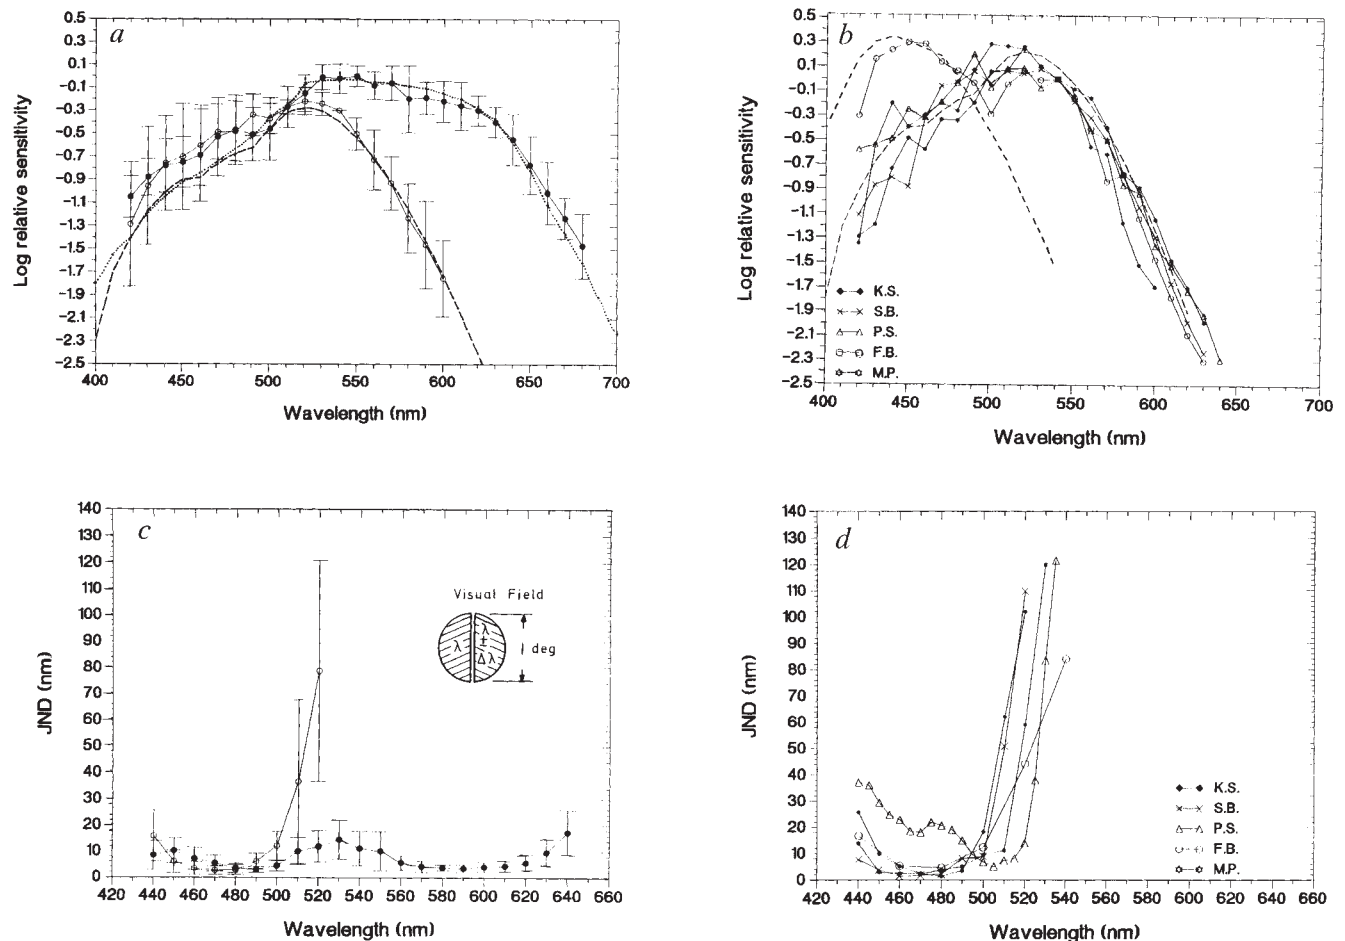 a
0.5
0.3
0.1
−0.1
−0.3
−0.5
−0.7
−0.9
−1.1
−1.3
−1.5
−1.7
−1.9
−2.1
−2.3
−2.5
Log relative sensitivity
400 450 500 550 600 650 700
Wavelength (nm)
b
0.5
0.3
0.1
−0.1
−0.3
−0.5
−0.7
−0.9
−1.1
−1.3
−1.5
−1.7
−1.9
−2.1
−2.3
−2.5
Log relative sensitivity
K.S.
S.B.
P.S.
F.B.
M.P.
400 450 500 550 600 650 700
Wavelength (nm)
c
140
130
120
110
100
90
80
70
60
50
40
30
20
10
0
JND (nm)
Visual Field
λ
λ
±
Δλ
deg
420 440 460 480 500 520 540 560 580 600 620 640 660
Wavelength (nm)
d
140
130
120
110
100
90
80
70
60
50
40
30
20
10
0
JND (nm)
K.S.
S.B.
P.S.
F.B.
M.P.
420 440 460 480 500 520 540 560 580 600 620 640 660
Wavelength (nm)